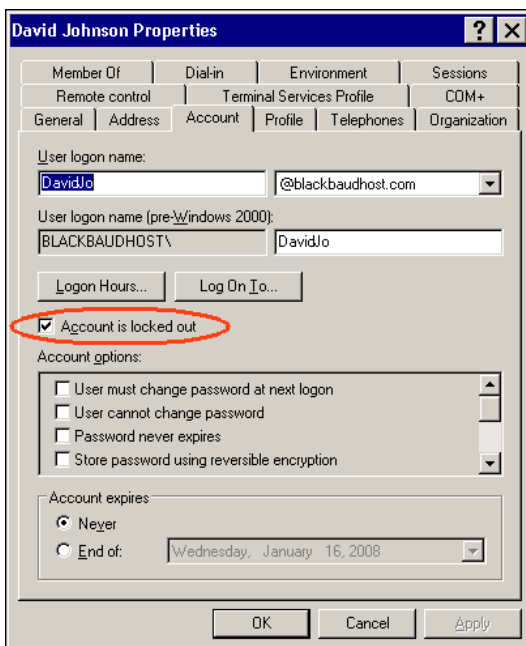 David Johnson Properties
Member Of Dial-in Environment Sessions
Remote control Terminal Services Profile COM+
General Address Account Profile Telephones Organization
User logon name:
DavidJo @blackbaudhost.com
User logon name (pre-Windows 2000):
BLACKBAUDHOST\ DavidJo
Logon Hours... Log On To...
Account is locked out
Account options:
User must change password at next logon
User cannot change password
Password never expires
Store password using reversible encryption
Account expires
Never
End of: Wednesday, January 16, 2008
OK Cancel Apply